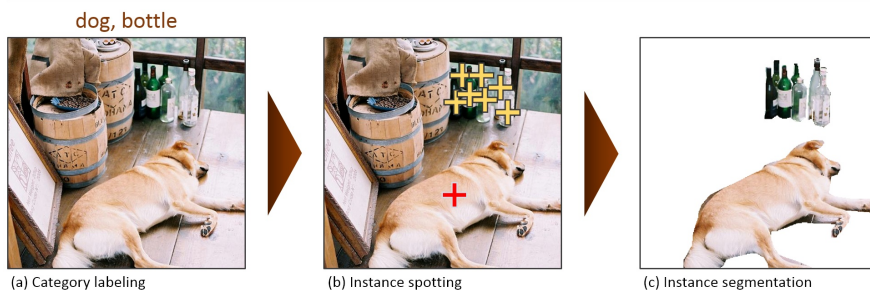 dog, bottle
(a) Category labeling
(b) Instance spotting
(c) Instance segmentation